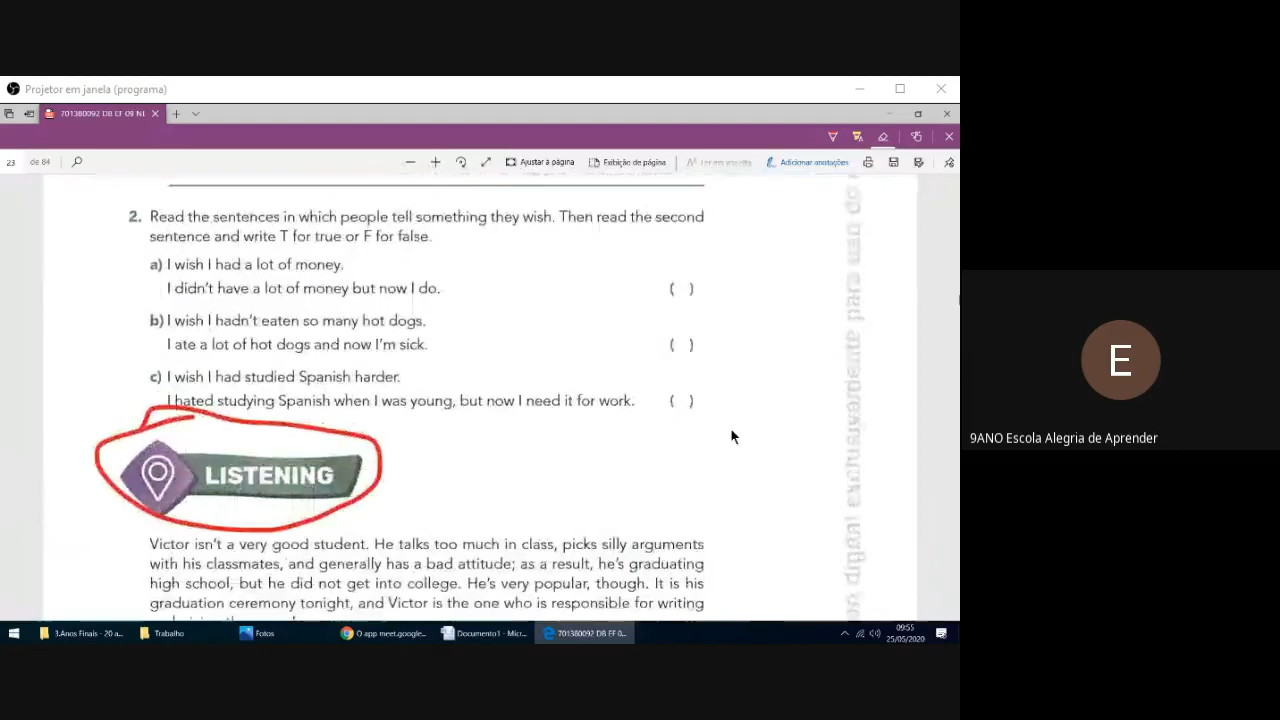 Projetor em janela (programa)
701380092 DB EF 09 NI
23 de 84
Ajustar à página
Exibição de página
Adicionar anotações
2. Read the sentences in which people tell something they wish. Then read the second
sentence and write T for true or F for false.
a) I wish I had a lot of money.
I didn't have a lot of money but now I do. ( )
b) I wish I hadn't eaten so many hot dogs.
I ate a lot of hot dogs and now I'm sick. ( )
c) I wish I had studied Spanish harder.
I hated studying Spanish when I was young, but now I need it for work. ( )
LISTENING
Victor isn't a very good student. He talks too much in class, picks silly arguments
with his classmates, and generally has a bad attitude; as a result, he's graduating
high school, but he did not get into college. He's very popular, though. It is his
graduation ceremony tonight, and Victor is the one who is responsible for writing
E
9ANO Escola Alegria de Aprender
3.Anos Finais - 20 a...
Trabalho
Fotos
O app meet.google...
Documento1 - Micr...
701380092 DB EF 0...
09:55
25/05/2020